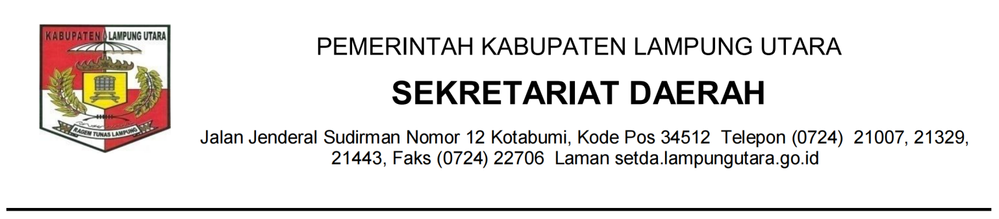 KABUPATEN LAMPUNG UTARA
RAGEM TUNAS LAMPUNG
PEMERINTAH KABUPATEN LAMPUNG UTARA
SEKRETARIAT DAERAH
Jalan Jenderal Sudirman Nomor 12 Kotabumi, Kode Pos 34512 Telepon (0724) 21007, 21329,
21443, Faks (0724) 22706 Laman setda.lampungutara.go.id